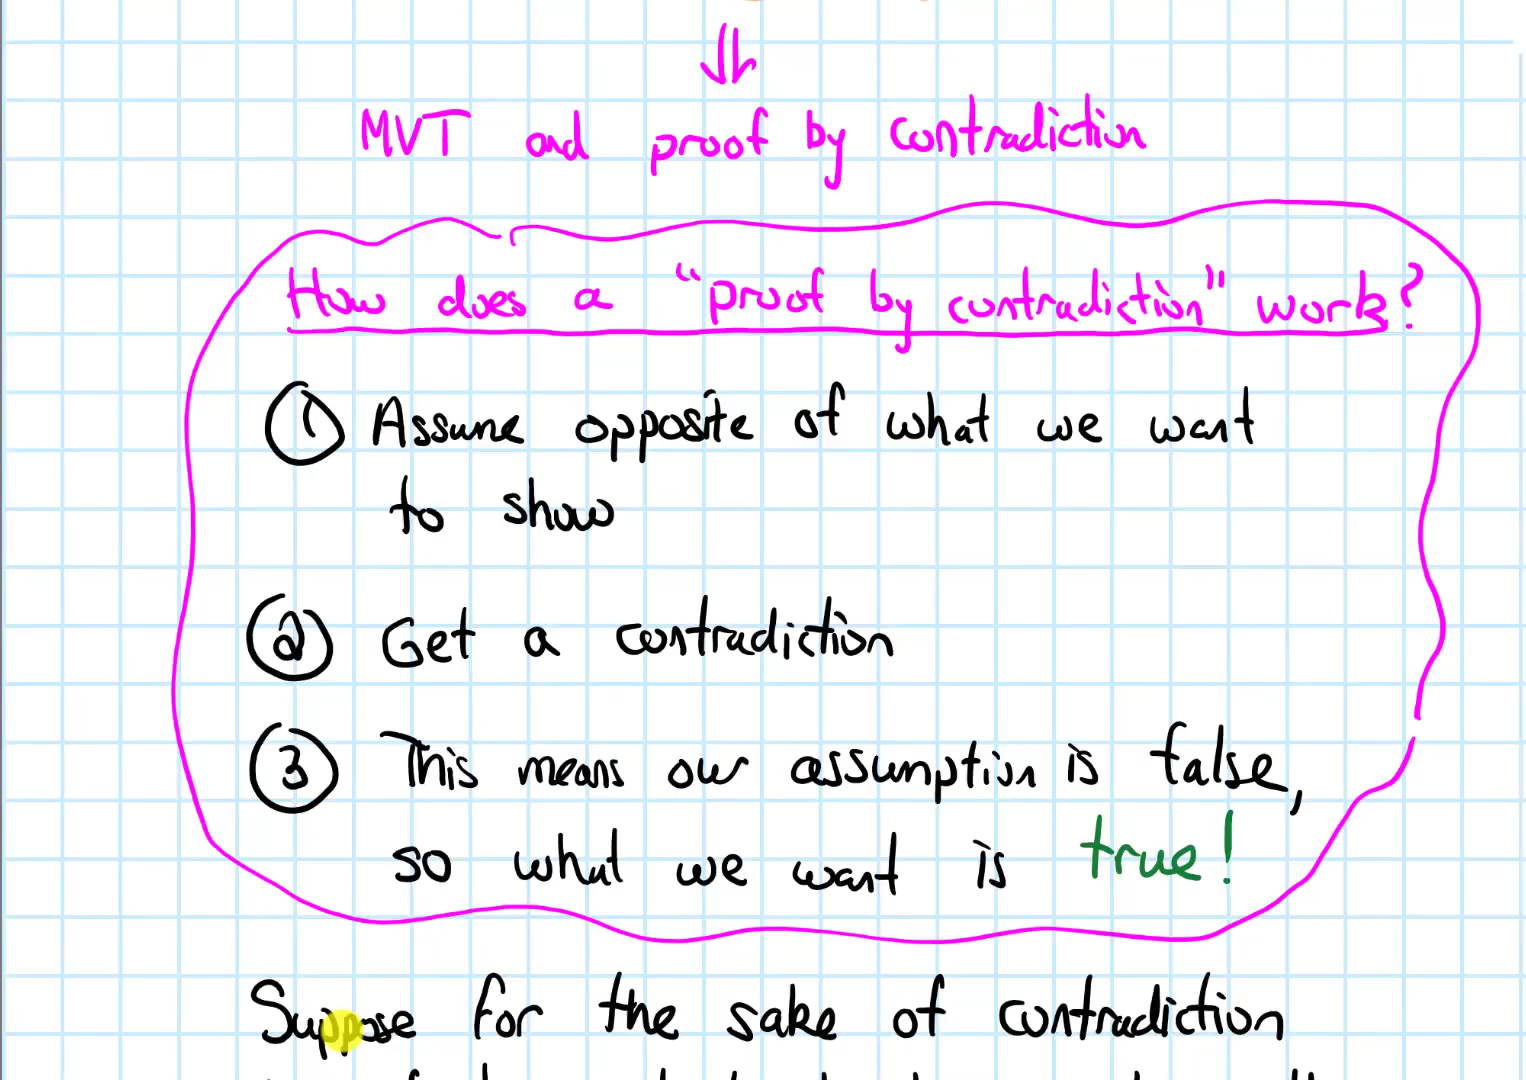 MVT and proof by contradiction
How does a "proof by contradiction" work?
1 Assume opposite of what we want
to show
2 Get a contradiction
3 This means our assumption is false,
so what we want is true!
Suppose for the sake of contradiction